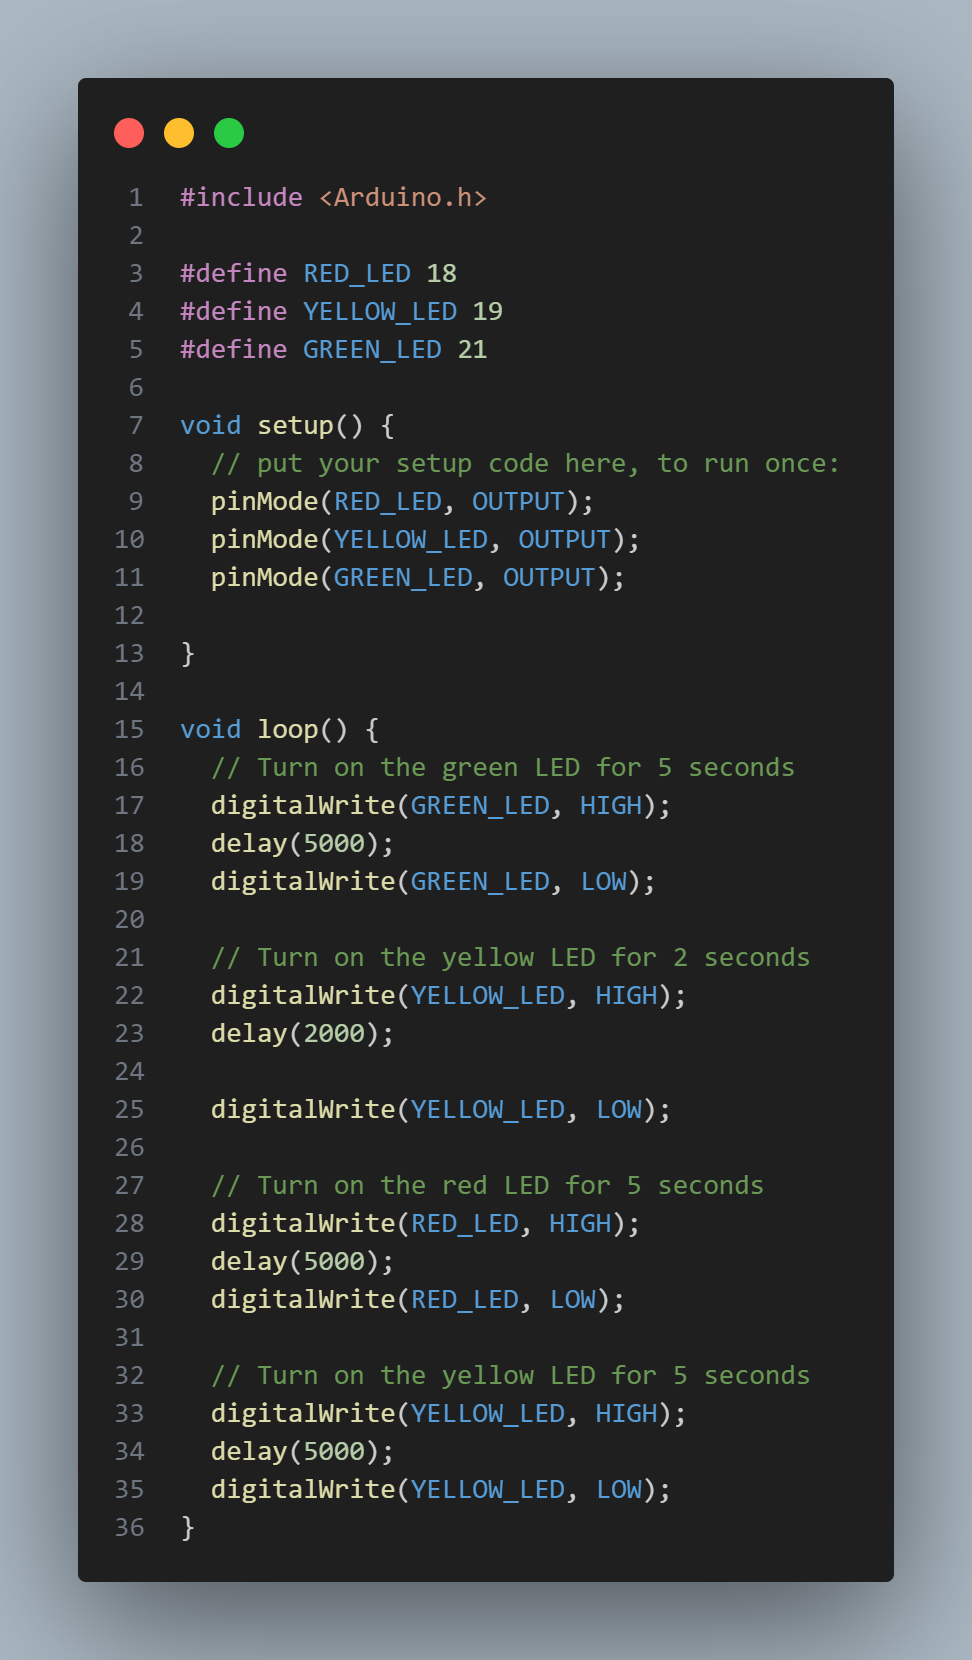 1 #include <Arduino.h>
2
3 #define RED_LED 18
4 #define YELLOW_LED 19
5 #define GREEN_LED 21
6
7 void setup() {
8   // put your setup code here, to run once:
9   pinMode(RED_LED, OUTPUT);
10   pinMode(YELLOW_LED, OUTPUT);
11   pinMode(GREEN_LED, OUTPUT);
12
13 }
14
15 void loop() {
16   // Turn on the green LED for 5 seconds
17   digitalWrite(GREEN_LED, HIGH);
18   delay(5000);
19   digitalWrite(GREEN_LED, LOW);
20
21   // Turn on the yellow LED for 2 seconds
22   digitalWrite(YELLOW_LED, HIGH);
23   delay(2000);
24
25   digitalWrite(YELLOW_LED, LOW);
26
27   // Turn on the red LED for 5 seconds
28   digitalWrite(RED_LED, HIGH);
29   delay(5000);
30   digitalWrite(RED_LED, LOW);
31
32   // Turn on the yellow LED for 5 seconds
33   digitalWrite(YELLOW_LED, HIGH);
34   delay(5000);
35   digitalWrite(YELLOW_LED, LOW);
36 }